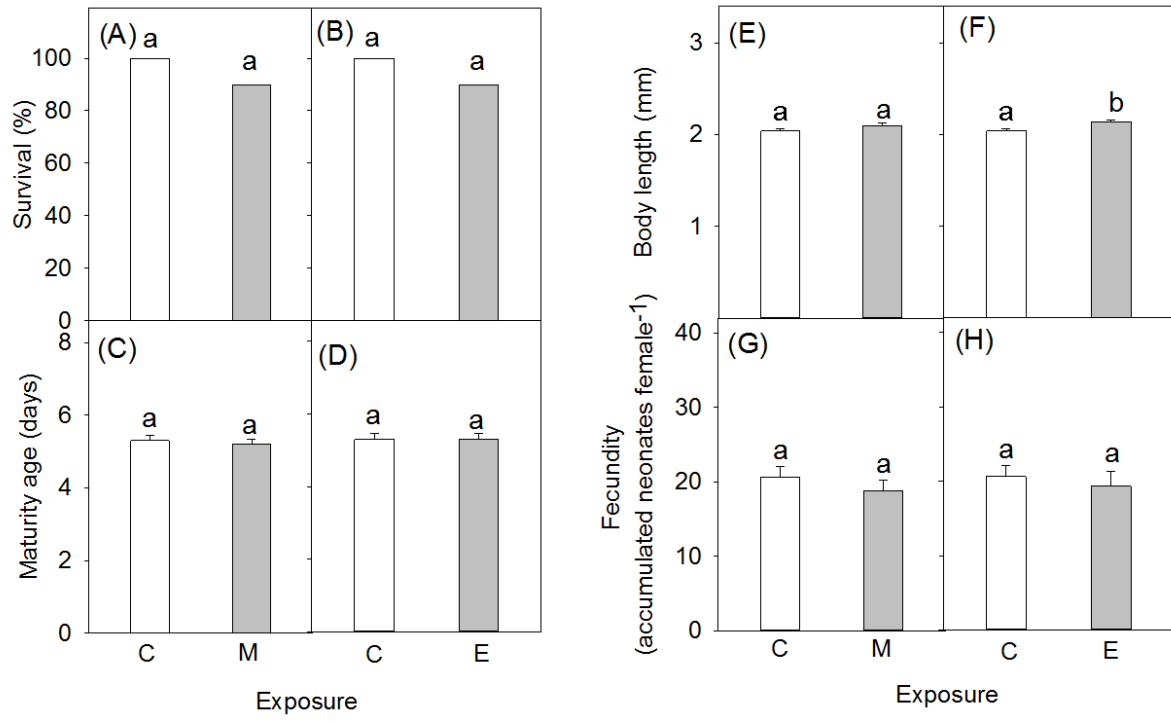 (A)
(B)
a
a
a
a
100
80
60
40
20
0
Survival (%)
(C)
(D)
a
a
a
a
8
6
4
2
0
Maturity age (days)
C
M
C
E
Exposure
(E)
(F)
a
a
a
b
3
2
1
Body length (mm)
(G)
(H)
a
a
a
a
40
30
20
10
0
Fecundity
(accumulated neonates female-1)
C
M
C
E
Exposure